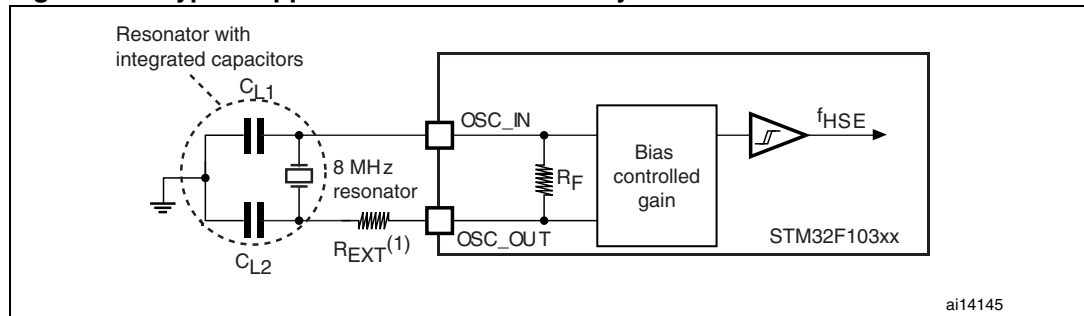 Resonator with
integrated capacitors
CL1
OSC_IN
fHSE
8 MHz
resonator
RF
Bias
controlled
gain
REXT(1)
OSC_OUT
STM32F103xx
CL2
ai14145